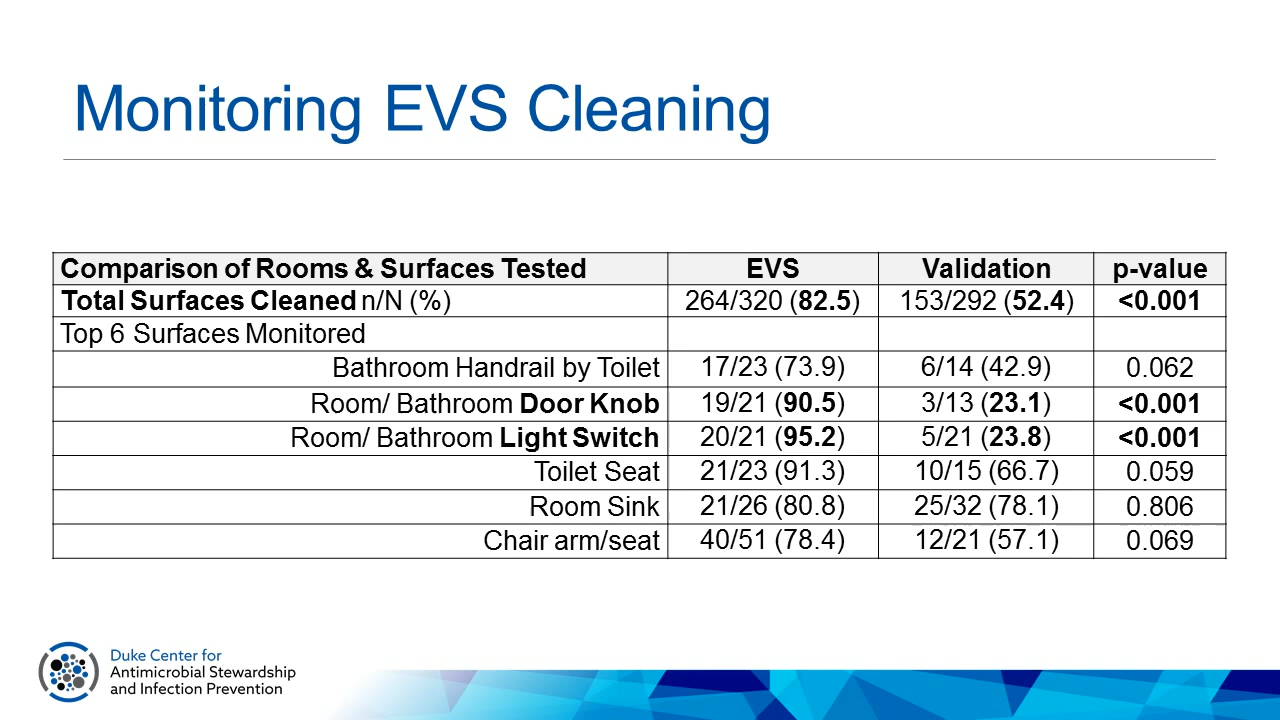 Monitoring EVS Cleaning
Comparison of Rooms & Surfaces Tested EVS Validation p-value
Total Surfaces Cleaned n/N (%) 264/320 (82.5) 153/292 (52.4) <0.001
Top 6 Surfaces Monitored
Bathroom Handrail by Toilet 17/23 (73.9) 6/14 (42.9) 0.062
Room/ Bathroom Door Knob 19/21 (90.5) 3/13 (23.1) <0.001
Room/ Bathroom Light Switch 20/21 (95.2) 5/21 (23.8) <0.001
Toilet Seat 21/23 (91.3) 10/15 (66.7) 0.059
Room Sink 21/26 (80.8) 25/32 (78.1) 0.806
Chair arm/seat 40/51 (78.4) 12/21 (57.1) 0.069
Duke Center for
Antimicrobial Stewardship
and Infection Prevention